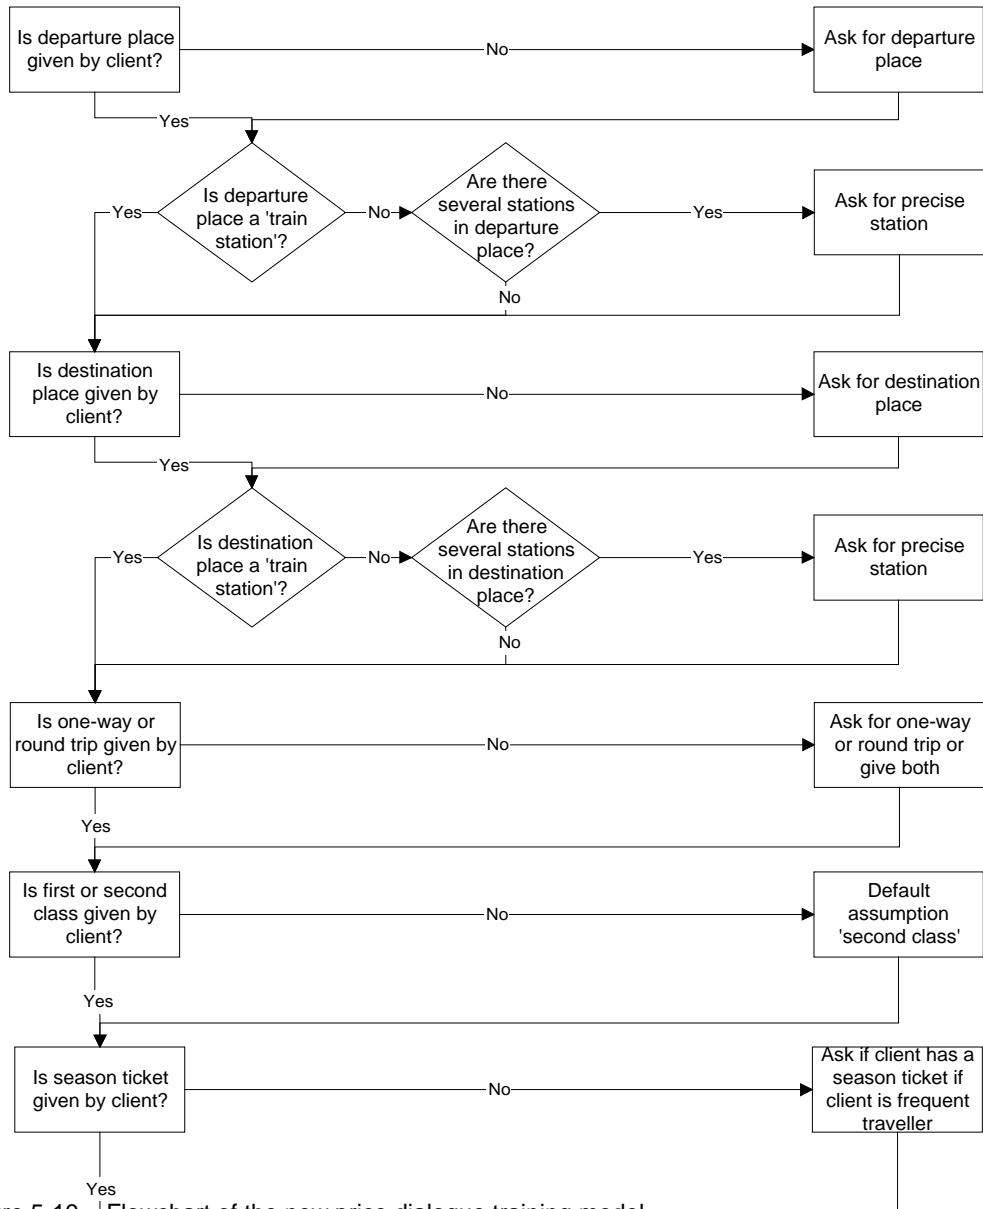 Is departure place
given by client?
No
Ask for departure
place
Yes
Is departure
place a 'train
station'?
Yes
No
Are there
several stations
in departure
place?
Yes
Ask for precise
station
No
Is destination
place given by
client?
No
Ask for destination
place
Yes
Is destination
place a 'train
station'?
Yes
No
Are there
several stations
in destination
place?
Yes
Ask for precise
station
No
Is one-way or
round trip given by
client?
No
Ask for one-way
or round trip or
give both
Yes
Is first or second
class given by
client?
No
Default
assumption
'second class'
Yes
Is season ticket
given by client?
No
Ask if client has a
season ticket if
client is frequent
traveller
Yes
Flowchart of the new price dialogue training model